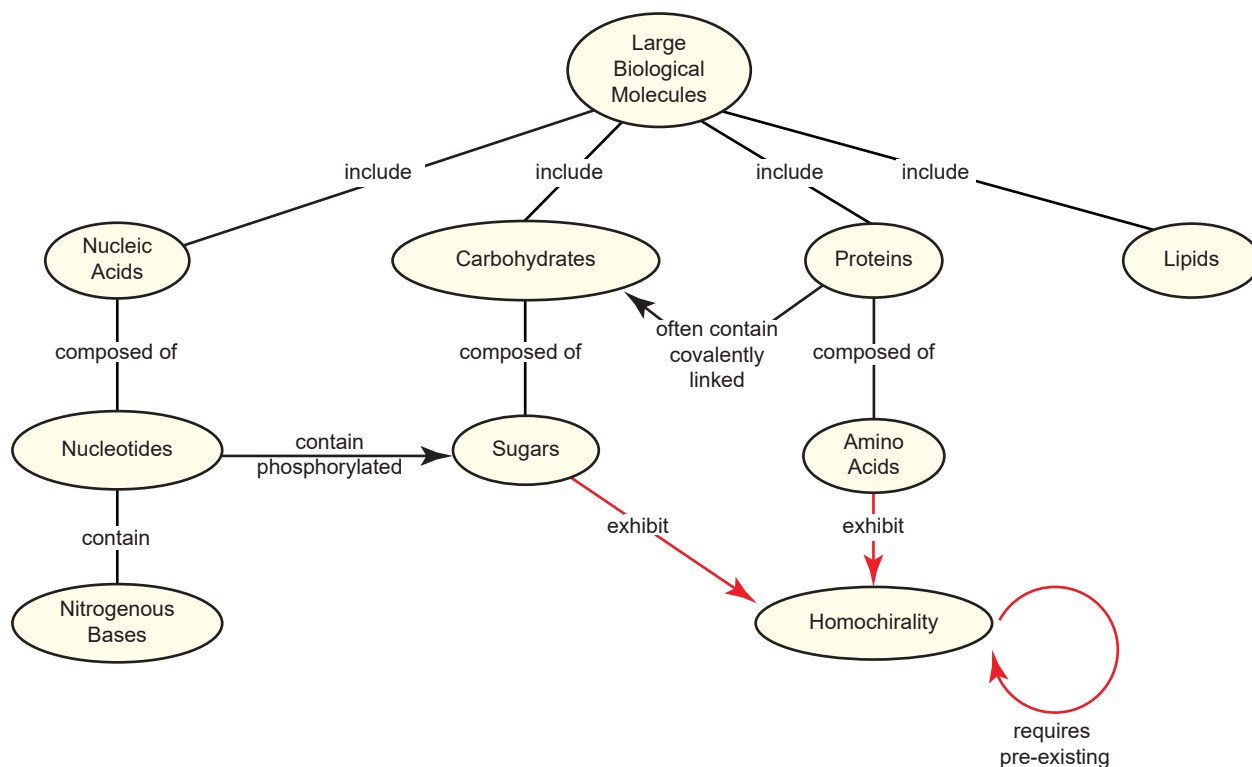 Large
Biological
Molecules
include
include
include
include
Nucleic
Acids
Carbohydrates
Proteins
Lipids
often contain
covalently
linked
composed of
composed of
composed of
Nucleotides
contain
phosphorylated
Sugars
Amino
Acids
contain
exhibit
exhibit
Nitrogenous
Bases
Homochirality
requires
pre-existing